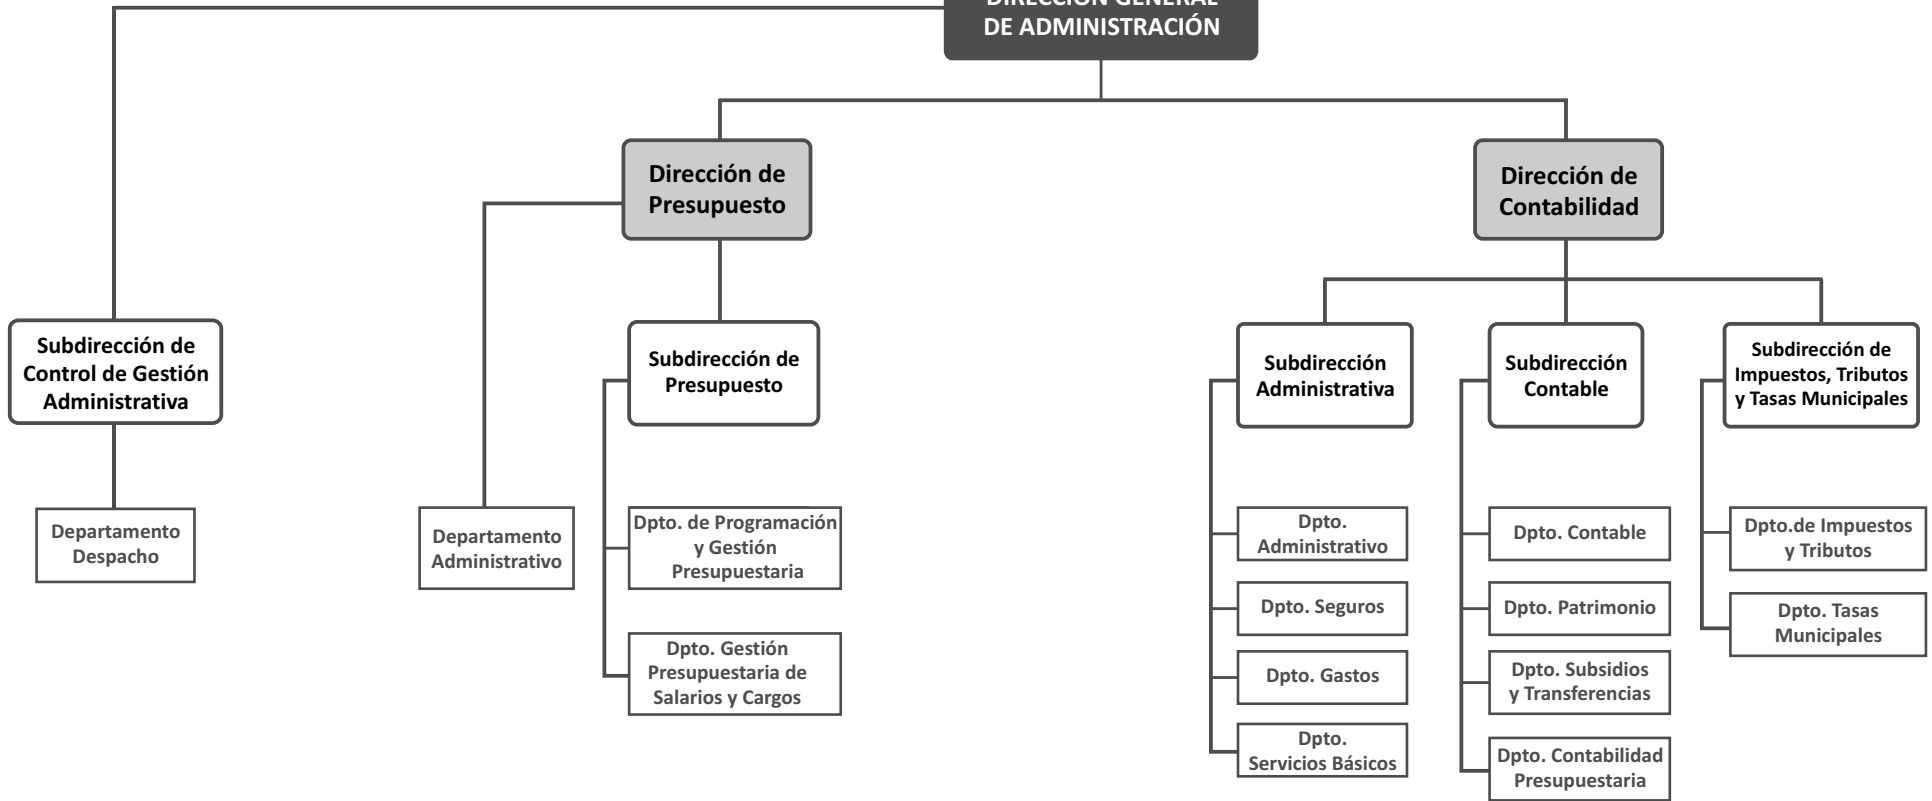 DIRECCIÓN GENERAL
DE ADMINISTRACIÓN
Dirección de
Presupuesto
Dirección de
Contabilidad
Subdirección de
Control de Gestión
Administrativa
Subdirección de
Presupuesto
Subdirección
Administrativa
Subdirección
Contable
Subdirección de
Impuestos, Tributos
y Tasas Municipales
Departamento
Despacho
Departamento
Administrativo
Dpto. de Programación
y Gestión
Presupuestaria
Dpto. Gestión
Presupuestaria de
Salarios y Cargos
Dpto.
Administrativo
Dpto. Seguros
Dpto. Gastos
Dpto.
Servicios Básicos
Dpto. Contable
Dpto. Patrimonio
Dpto. Subsidios
y Transferencias
Dpto. Contabilidad
Presupuestaria
Dpto.de Impuestos
y Tributos
Dpto. Tasas
Municipales